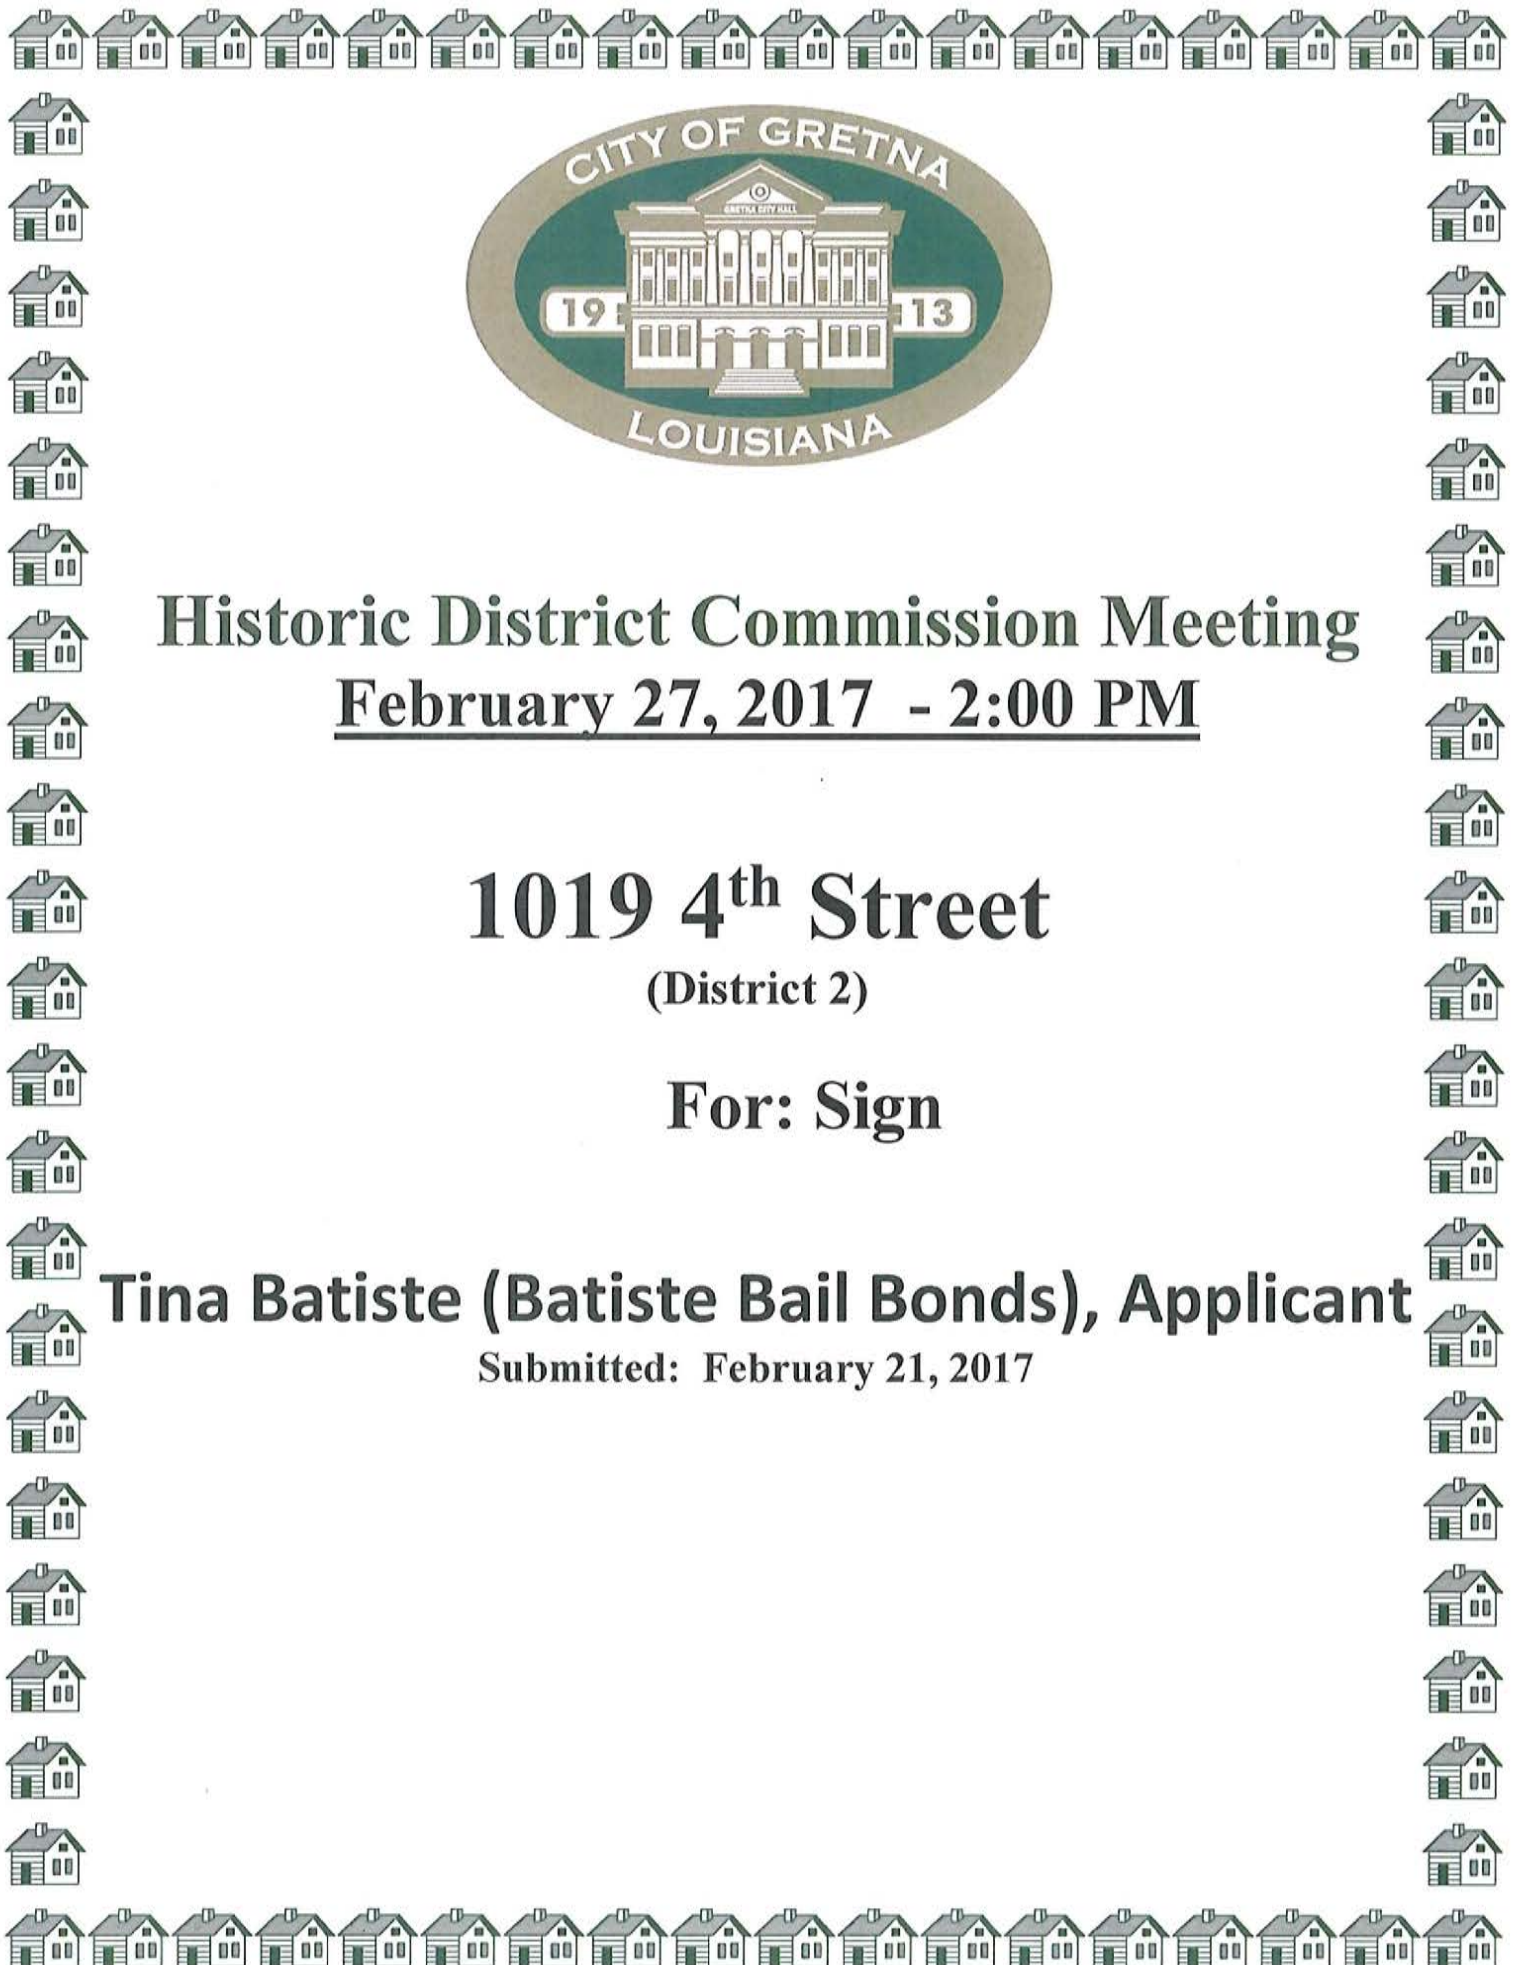 CITY OF GRETNA
GRETNA CITY HALL
19 13
LOUISIANA
Historic District Commission Meeting
February 27, 2017 - 2:00 PM
1019 4th Street
(District 2)
For: Sign
Tina Batiste (Batiste Bail Bonds), Applicant
Submitted: February 21, 2017